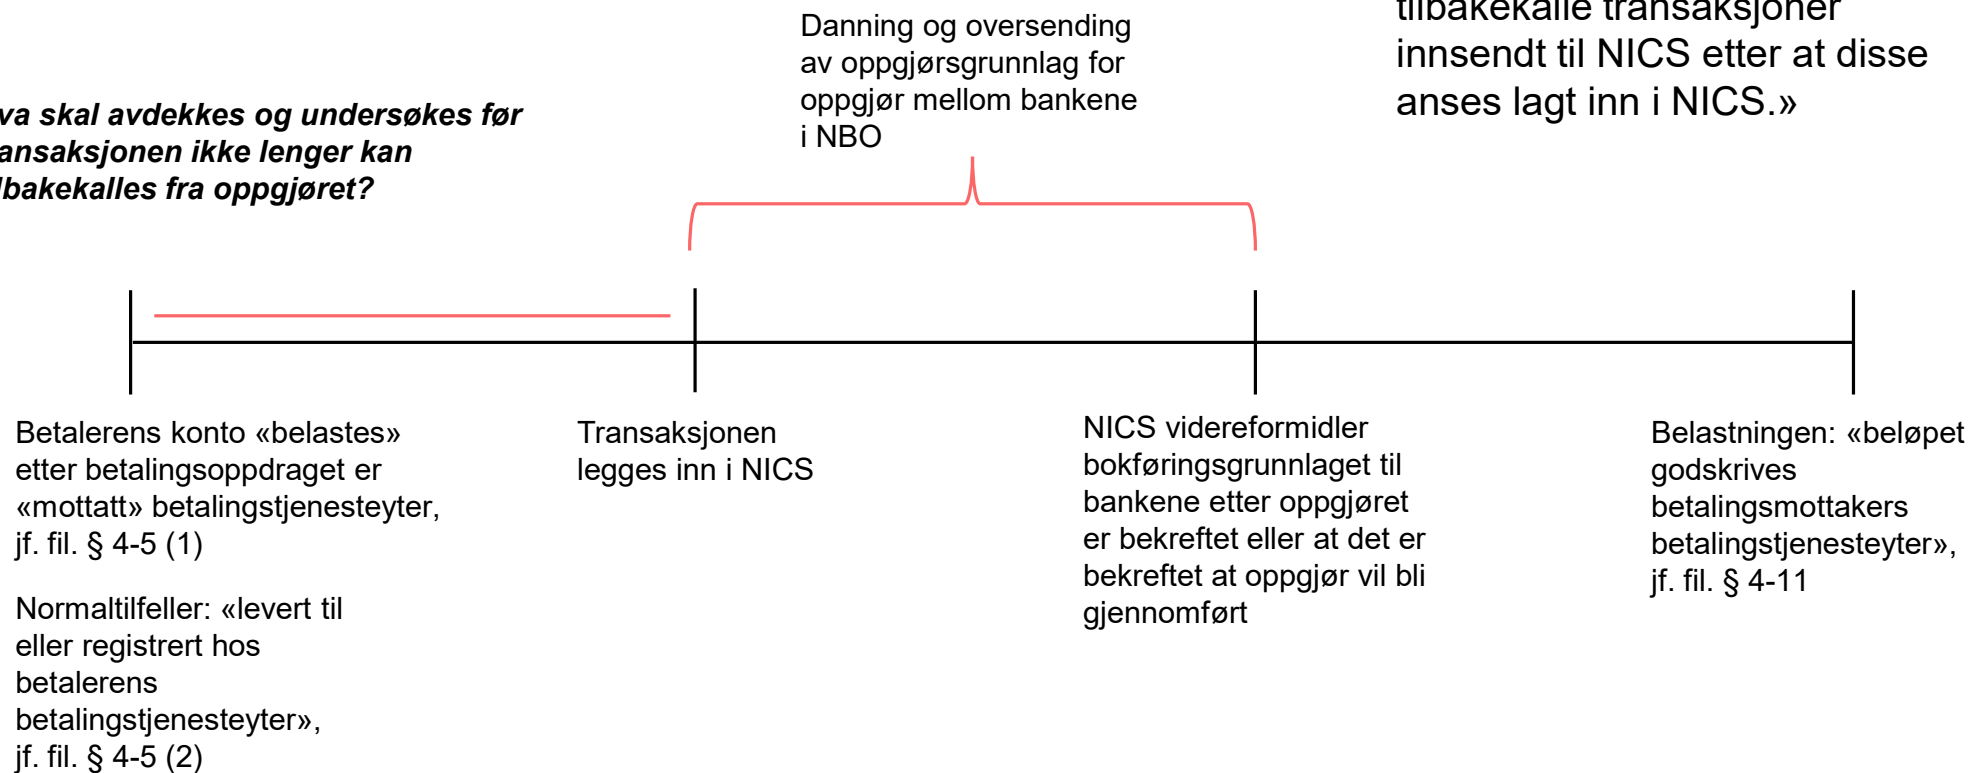 Danning og oversending
av oppgjørsgrunnlag for
oppgjør mellom bankene
i NBO
tilbakekalle transaksjoner
innsendt til NICS etter at disse
anses lagt inn i NICS.»
va skal avdekkes og undersøkes før
ansaksjonen ikke lenger kan
lbakekalles fra oppgjøret?
Betalerens konto «belastes»
etter betalingsoppdraget er
«mottatt» betalingstjenesteyter,
jf. fil. § 4-5 (1)
Normaltilfeller: «levert til
eller registrert hos
betalerens
betalingstjenesteyter»,
jf. fil. § 4-5 (2)
Transaksjonen
legges inn i NICS
NICS videreformidler
bokføringsgrunnlaget til
bankene etter oppgjøret
er bekreftet eller at det er
bekreftet at oppgjør vil bli
gjennomført
Belastningen: «beløpet
godskrives
betalingsmottakers
betalingstjenesteyter»,
jf. fil. § 4-11